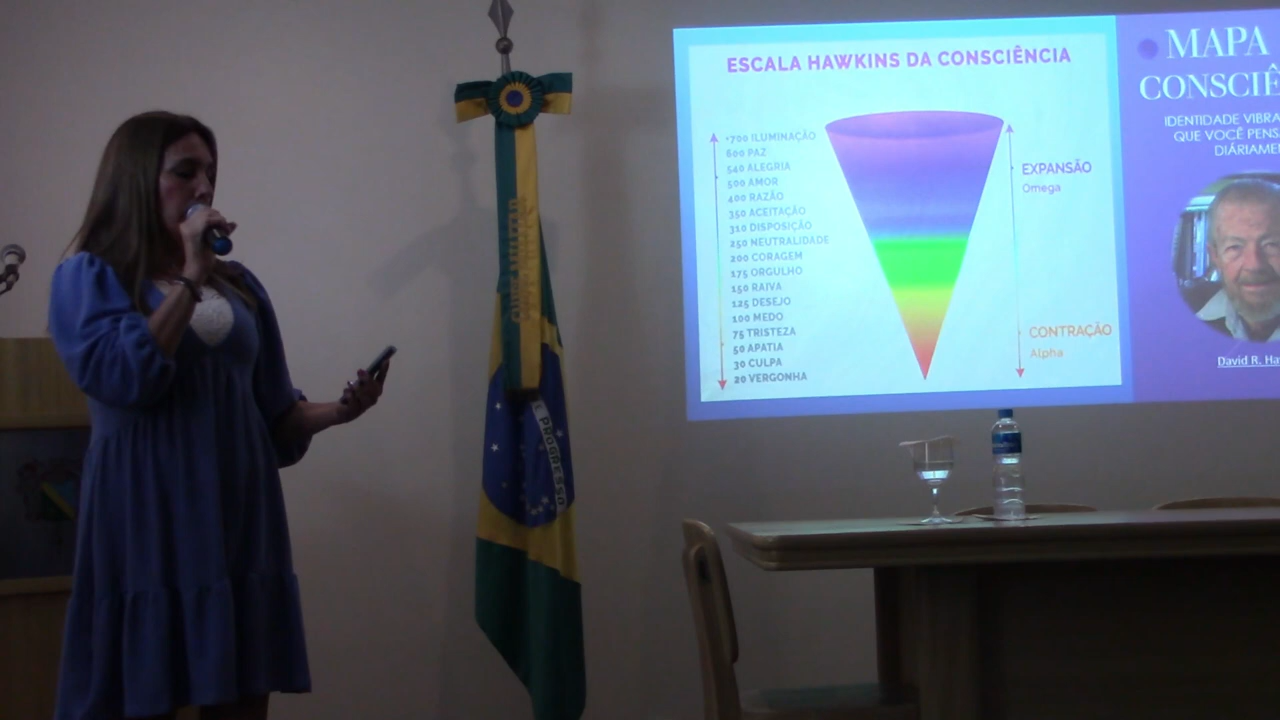 ESCALA HAWKINS DA CONSCIÊNCIA
+700 ILUMINAÇÃO
600 PAZ
540 ALEGRIA
500 AMOR
400 RAZÃO
350 ACEITAÇÃO
310 DISPOSIÇÃO
250 NEUTRALIDADE
200 CORAGEM
175 ORGULHO
150 RAIVA
125 DESEJO
100 MEDO
75 TRISTEZA
50 APATIA
30 CULPA
20 VERGONHA
EXPANSÃO
Omega
CONTRAÇÃO
Alpha
MAPA
CONSCIÊ
IDENTIDADE VIBRA
QUE VOCÊ PENS
DIÁRIAMEN
David R. Ha
E PROGRESSO